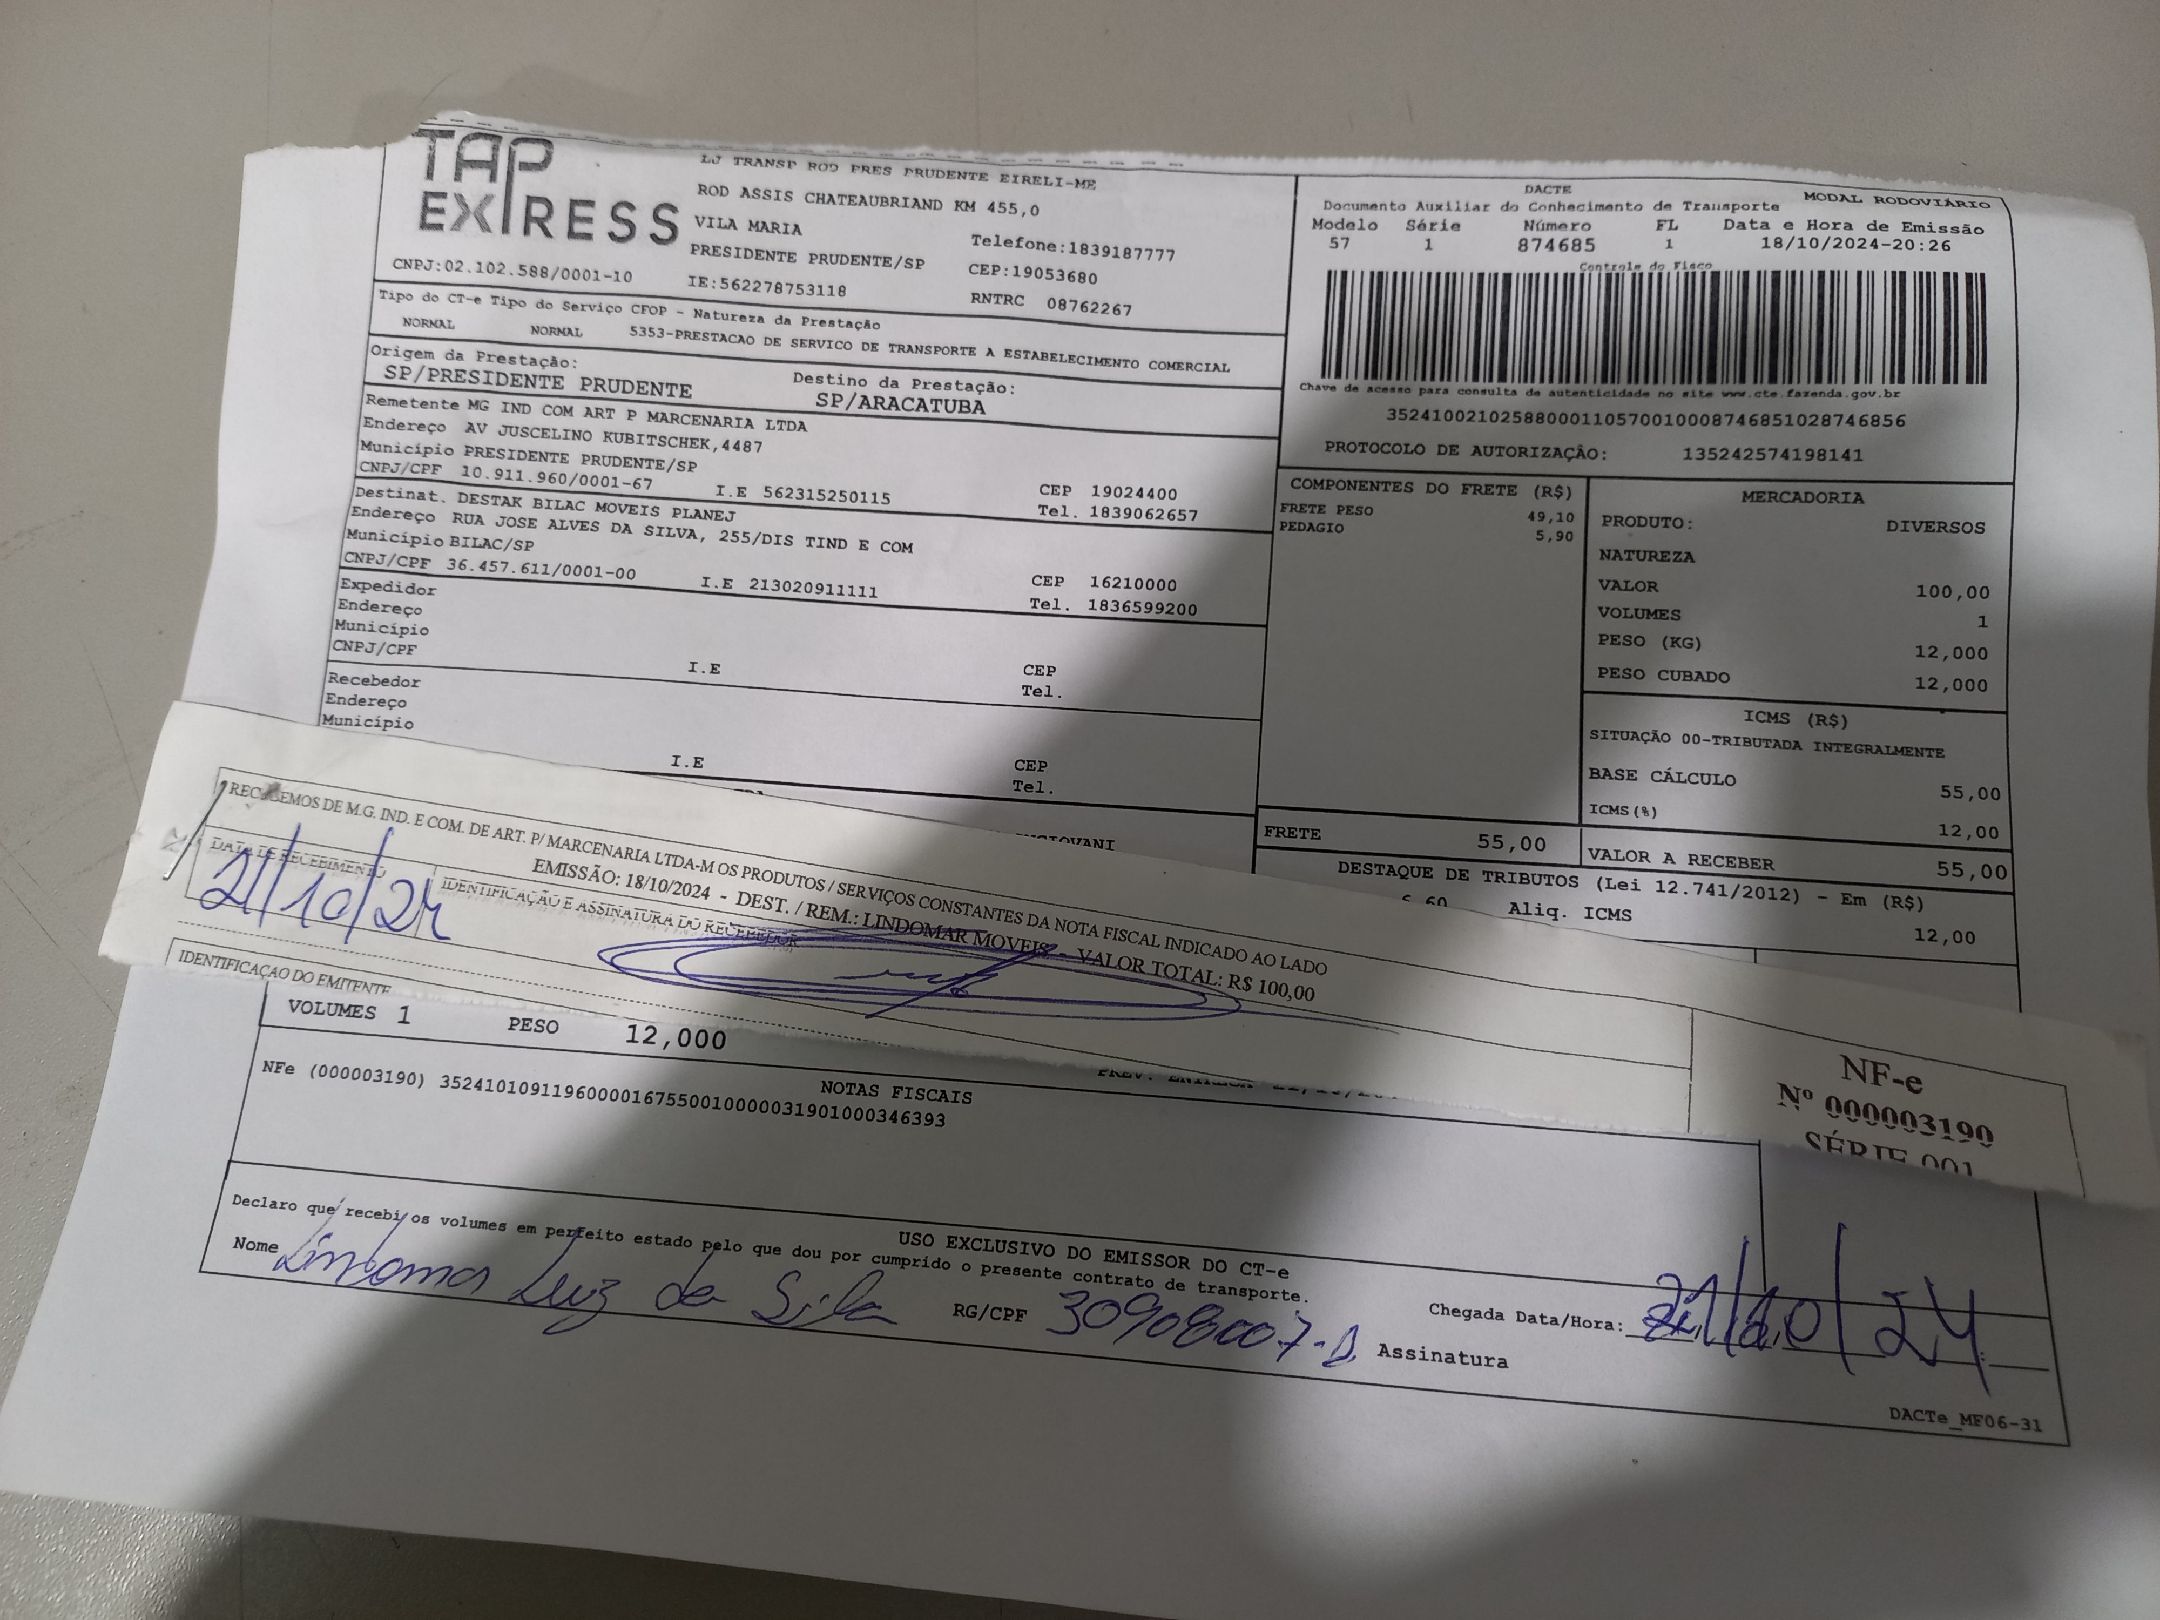 TAP
EXPRESS
LJ TRANSP ROD PRES PRUDENTE EIRELI-ME
ROD ASSIS CHATEAUBRIAND KM 455,0
VILA MARIA
Telefone:1839187777
PRESIDENTE PRUDENTE/SP
CEP:19053680
CNPJ:02.102.588/0001-10
IE:562278753118
RNTRC 08762267
DACTE
MODAL RODOVIÁRIO
Documento Auxiliar do Conhecimento de Transporte
Modelo Série Número FL Data e Hora de Emissão
57 1 874685 1 18/10/2024-20:26
Controle do Fisco
Chave de acesso para consulta de autenticidade no site www.cte.fazenda.gov.br
35241002102588000110570010008746851028746856
PROTOCOLO DE AUTORIZAÇÃO: 135242574198141
Tipo do CT-e Tipo do Serviço CFOP - Natureza da Prestação
NORMAL NORMAL 5353-PRESTACAO DE SERVICO DE TRANSPORTE A ESTABELECIMENTO COMERCIAL
Origem da Prestação: Destino da Prestação:
SP/PRESIDENTE PRUDENTE SP/ARACATUBA
Remetente MG IND COM ART P MARCENARIA LTDA
Endereço AV JUSCELINO KUBITSCHEK,4487
Município PRESIDENTE PRUDENTE/SP CEP 19024400
CNPJ/CPF 10.911.960/0001-67 I.E 562315250115 Tel. 1839062657
Destinat. DESTAK BILAC MOVEIS PLANEJ
Endereço RUA JOSE ALVES DA SILVA, 255/DIS TIND E COM
Município BILAC/SP CEP 16210000
CNPJ/CPF 36.457.611/0001-00 I.E 213020911111 Tel. 1836599200
Expedidor
Endereço
Município CEP
CNPJ/CPF I.E Tel.
Recebedor
Endereço
Município CEP
I.E Tel.
COMPONENTES DO FRETE (R$)
FRETE PESO 49,10
PEDAGIO 5,90
MERCADORIA
PRODUTO: DIVERSOS
NATUREZA
VALOR 100,00
VOLUMES 1
PESO (KG) 12,000
PESO CUBADO 12,000
ICMS (R$)
SITUAÇÃO 00-TRIBUTADA INTEGRALMENTE
BASE CÁLCULO 55,00
ICMS(%) 12,00
FRETE 55,00 VALOR A RECEBER 55,00
DESTAQUE DE TRIBUTOS (Lei 12.741/2012) - Em (R$)
6,60 Aliq. ICMS 12,00
RECEBEMOS DE M.G. IND. E COM. DE ART. P/ MARCENARIA LTDA-M OS PRODUTOS / SERVIÇOS CONSTANTES DA NOTA FISCAL INDICADO AO LADO
EMISSÃO: 18/10/2024 - DEST. / REM.: LINDOMAR MOVEIS - VALOR TOTAL: R$ 100,00
DATA DE RECEBIMENTO
21/10/24
IDENTIFICAÇÃO E ASSINATURA DO RECEBEDOR
NF-e
Nº 000003190
SÉRIE 001
IDENTIFICAÇÃO DO EMITENTE
VOLUMES 1 PESO 12,000
NOTAS FISCAIS
NFe (000003190) 35241010911960000167550010000031901000346393
USO EXCLUSIVO DO EMISSOR DO CT-e
Declaro que recebi os volumes em perfeito estado pelo que dou por cumprido o presente contrato de transporte.
Nome Lindomar Luiz da Silva RG/CPF 30908007-
Chegada Data/Hora: 21/10/24
Assinatura
DACTe_MF06-31